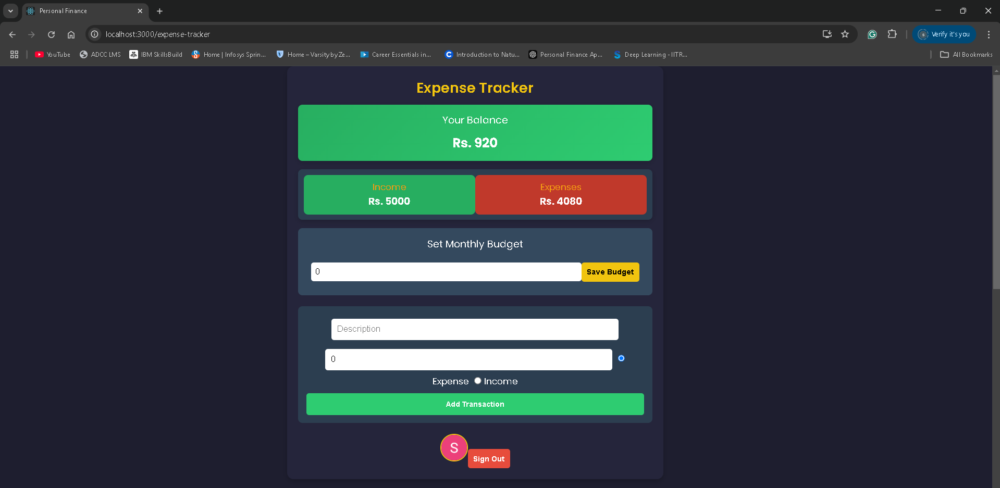 Personal Finance
localhost:3000/expense-tracker
Verify it's you
YouTube
ADCC LMS
IBM SkillsBuild
Home | Infosys Sprin...
Home – Varsity by Ze...
Career Essentials in...
Introduction to Natu...
Personal Finance Ap...
Deep Learning - IITR...
All Bookmarks
Expense Tracker
Your Balance
Rs. 920
Income
Rs. 5000
Expenses
Rs. 4080
Set Monthly Budget
0
Save Budget
Description
0
Expense
Income
Add Transaction
S
Sign Out